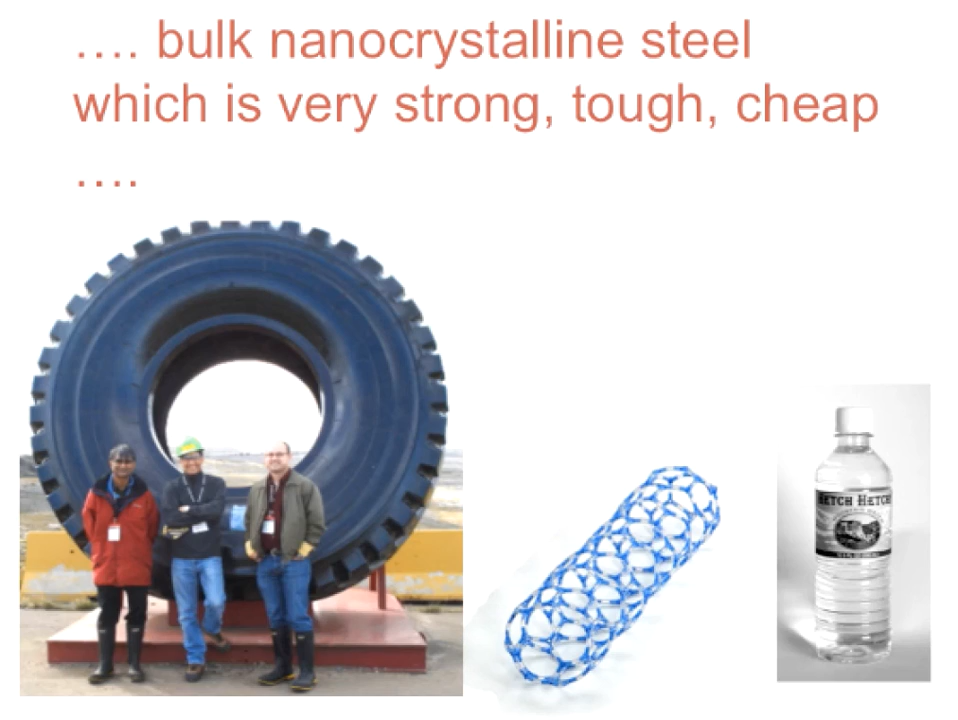 …. bulk nanocrystalline steel
which is very strong, tough, cheap
….
HETCH HETCHY